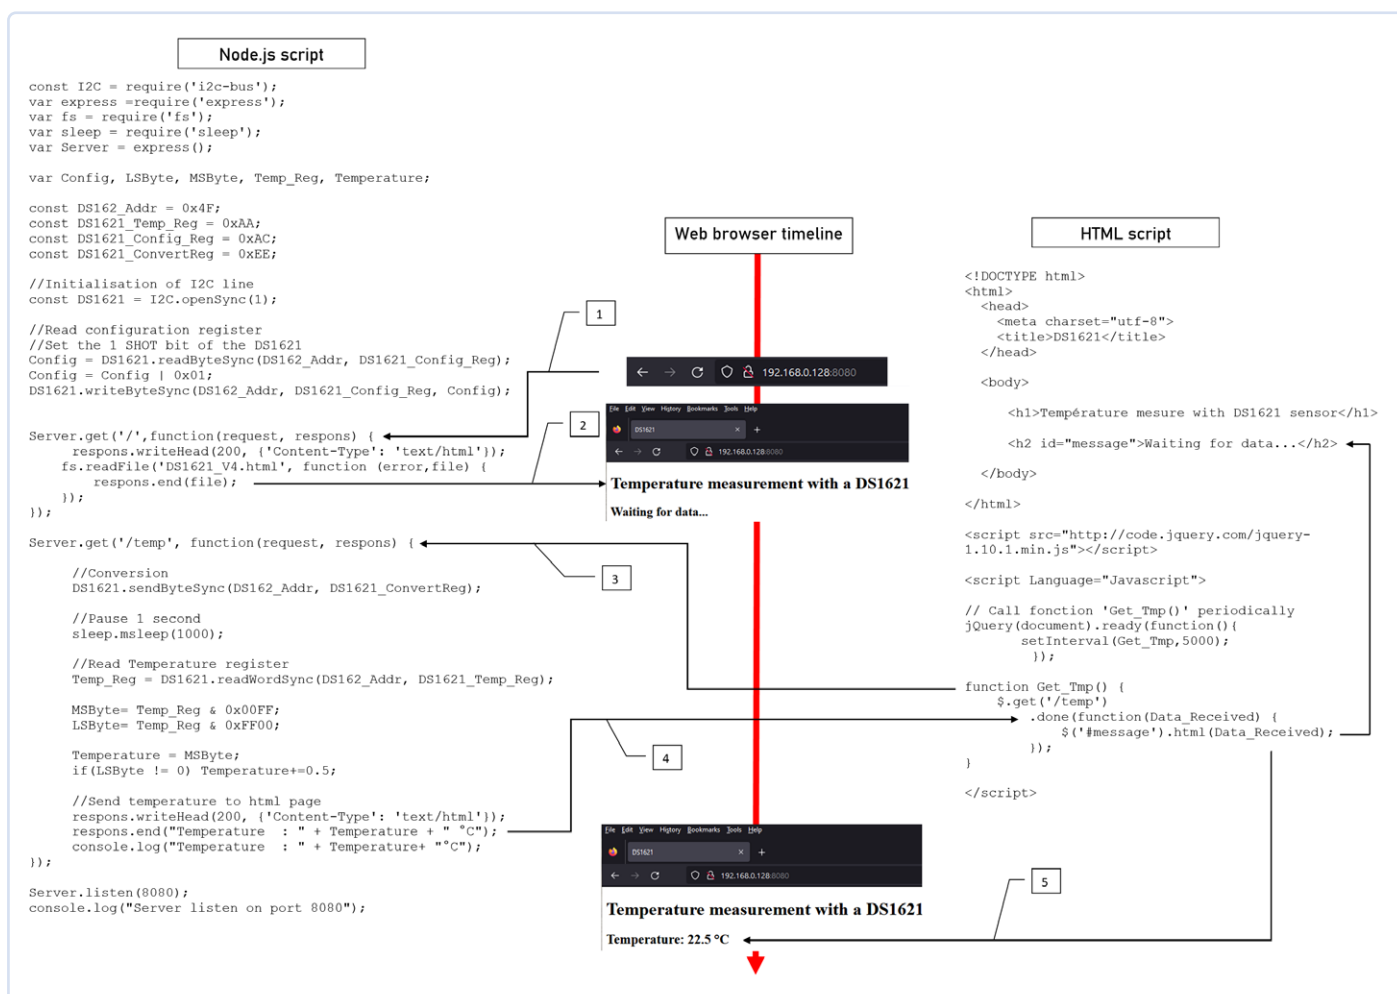 Node.js script
const I2C = require('i2c-bus');
var express =require('express');
var fs = require('fs');
var sleep = require('sleep');
var Server = express();
var Config, LSByte, MSByte, Temp_Reg, Temperature;
const DS162_Addr = 0x4F;
const DS1621_Temp_Reg = 0xAA;
const DS1621_Config_Reg = 0xAC;
const DS1621_ConvertReg = 0xEE;
//Initialisation of I2C line
const DS1621 = I2C.openSync(1);
//Read configuration register
//Set the 1 SHOT bit of the DS1621
Config = DS1621.readByteSync(DS162_Addr, DS1621_Config_Reg);
Config = Config | 0x01;
DS1621.writeByteSync(DS162_Addr, DS1621_Config_Reg, Config);
Server.get('/',function(request, respons) {
respons.writeHead(200, {'Content-Type': 'text/html'});
fs.readFile('DS1621_V4.html', function (error,file) {
respons.end(file);
});
});
Server.get('/temp', function(request, respons) {
//Conversion
DS1621.sendByteSync(DS162_Addr, DS1621_ConvertReg);
//Pause 1 second
sleep.msleep(1000);
//Read Temperature register
Temp_Reg = DS1621.readWordSync(DS162_Addr, DS1621_Temp_Reg);
MSByte= Temp_Reg & 0x00FF;
LSByte= Temp_Reg & 0xFF00;
Temperature = MSByte;
if(LSByte != 0) Temperature+=0.5;
//Send temperature to html page
respons.writeHead(200, {'Content-Type': 'text/html'});
respons.end("Temperature  : " + Temperature + " °C");
console.log("Temperature  : " + Temperature+ "°C");
});
Server.listen(8080);
console.log("Server listen on port 8080");
Web browser timeline
1
192.168.0.128:8080
2
File Edit View History Bookmarks Tools Help
DS1621 × +
192.168.0.128:8080
Temperature measurement with a DS1621
Waiting for data...
3
4
File Edit View History Bookmarks Tools Help
DS1621 × +
192.168.0.128:8080
Temperature measurement with a DS1621
Temperature: 22.5 °C
5
HTML script
<!DOCTYPE html>
<html>
<head>
<meta charset="utf-8">
<title>DS1621</title>
</head>
<body>
<h1>Température mesure with DS1621 sensor</h1>
<h2 id="message">Waiting for data...</h2>
</body>
</html>
<script src="http://code.jquery.com/jquery-
1.10.1.min.js"></script>
<script Language="Javascript">
// Call fonction 'Get_Tmp()' periodically
jQuery(document).ready(function(){
setInterval(Get_Tmp,5000);
});
function Get_Tmp() {
$.get('/temp')
.done(function(Data_Received) {
$('#message').html(Data_Received);
});
}
</script>